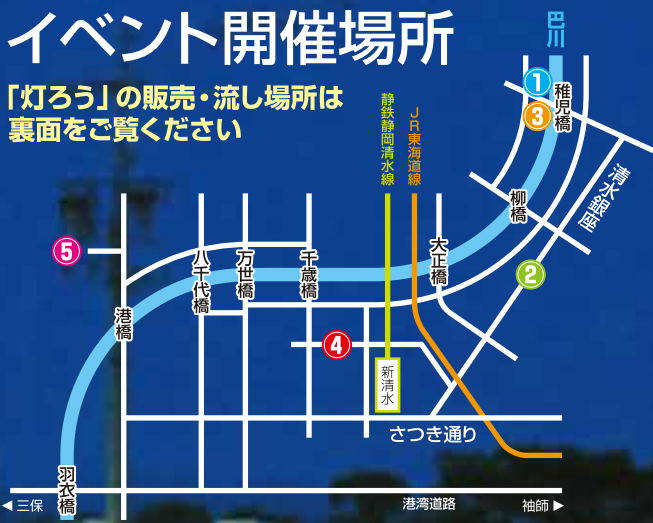 イベント開催場所
「灯ろう」の販売・流し場所は
裏面をご覧ください
巴川
1
3
稚児橋
静鉄静岡清水線
JR東海道線
清水銀座
柳橋
2
5
八千代橋
万世橋
千歳橋
大正橋
港橋
4
新清水
さつき通り
羽衣橋
◀三保
港湾道路
袖師▶